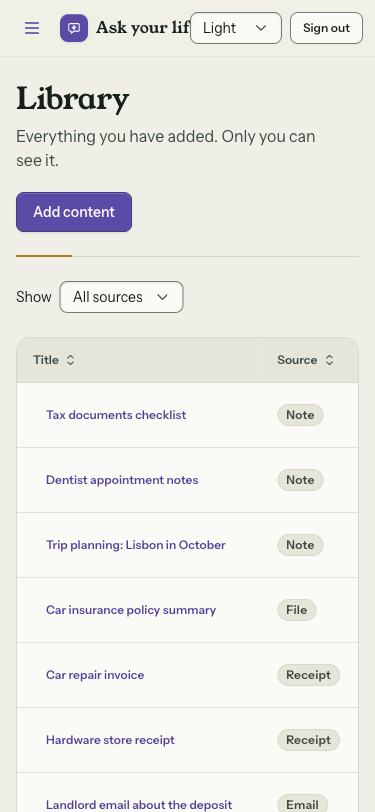 Ask your lif
Light
Sign out
Library
Everything you have added. Only you can
see it.
Add content
Show
All sources
Title
Source
Tax documents checklist
Note
Dentist appointment notes
Note
Trip planning: Lisbon in October
Note
Car insurance policy summary
File
Car repair invoice
Receipt
Hardware store receipt
Receipt
Landlord email about the deposit
Email